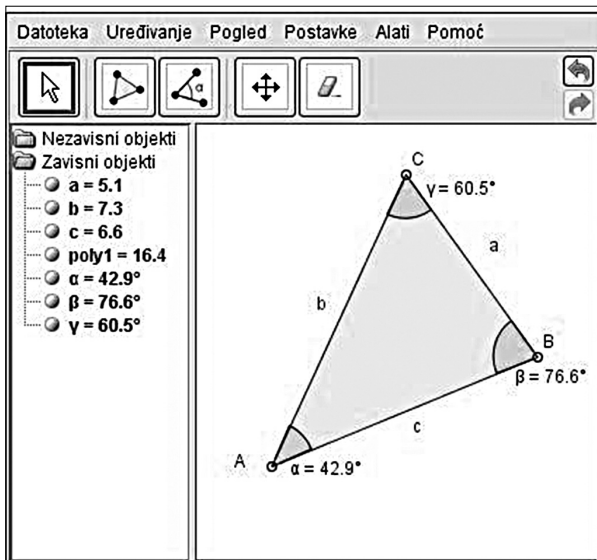 Datoteka Uređivanje Pogled Postavke Alati Pomoć
α
Nezavisni objekti
Zavisni objekti
a = 5.1
b = 7.3
c = 6.6
poly1 = 16.4
α = 42.9°
β = 76.6°
γ = 60.5°
C
γ = 60.5°
a
b
B
β = 76.6°
c
A
α = 42.9°